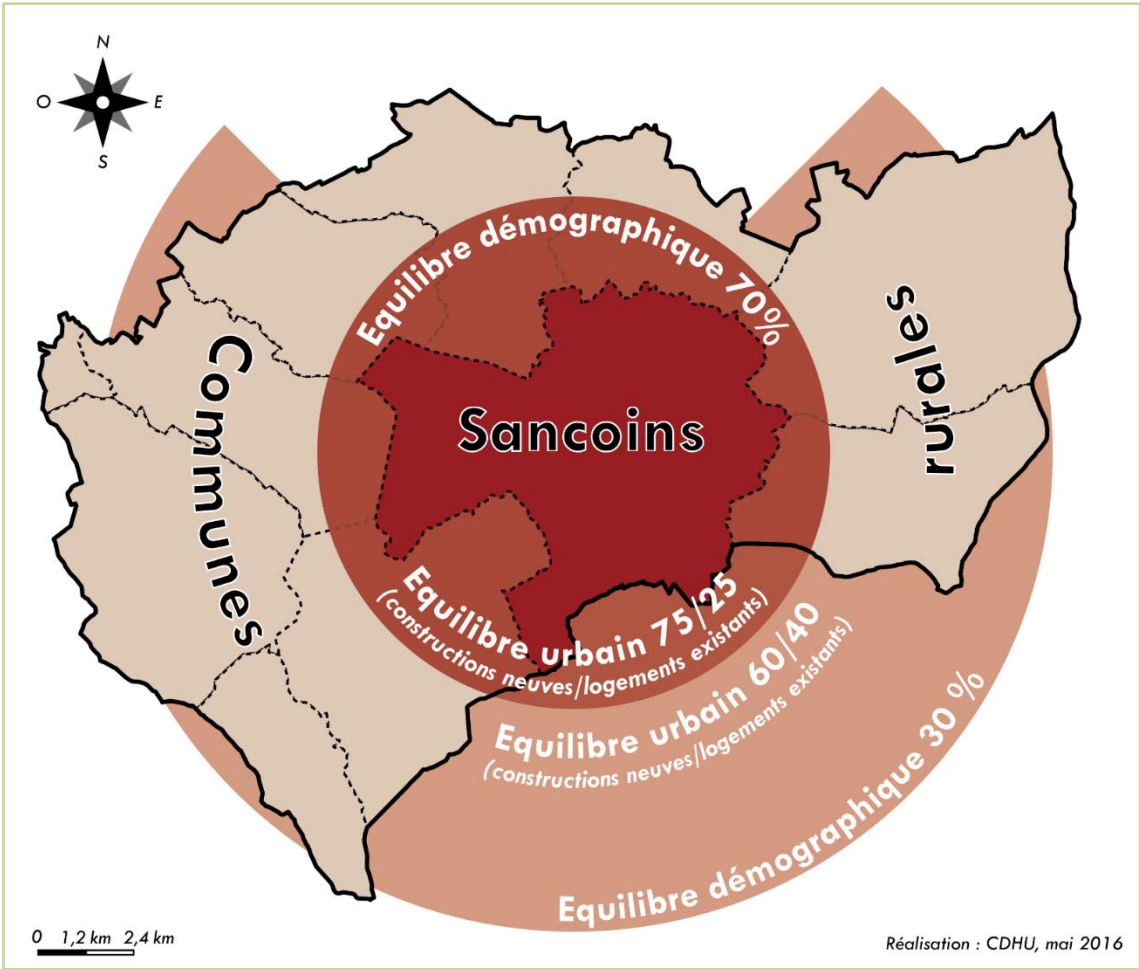 N
O
E
S
Equilibre démographique 70%
Communes
rurales
Sancoins
Equilibre urbain 75/25
(constructions neuves/logements existants)
Equilibre urbain 60/40
(constructions neuves/logements existants)
Equilibre démographique 30 %
0 1,2 km 2,4 km
Réalisation : CDHU, mai 2016